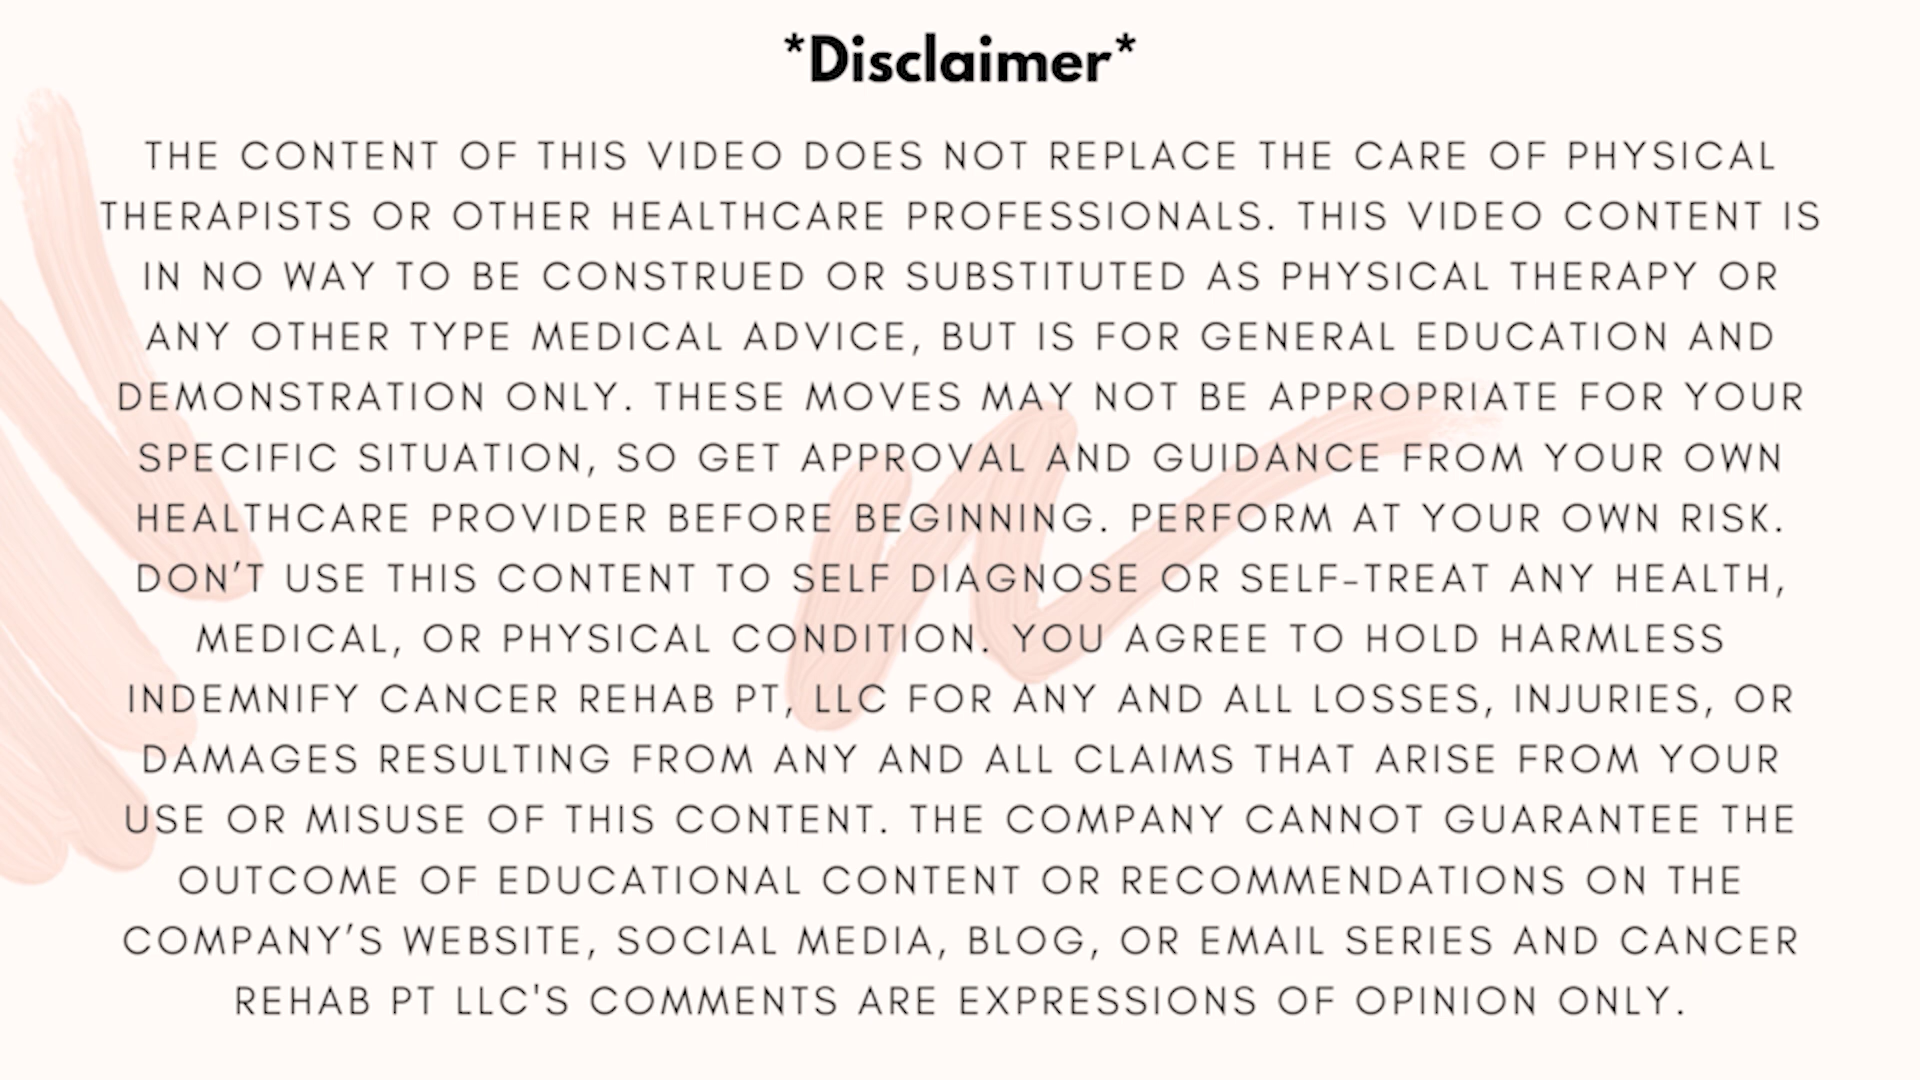 *Disclaimer*
THE CONTENT OF THIS VIDEO DOES NOT REPLACE THE CARE OF PHYSICAL
THERAPISTS OR OTHER HEALTHCARE PROFESSIONALS. THIS VIDEO CONTENT IS
IN NO WAY TO BE CONSTRUED OR SUBSTITUTED AS PHYSICAL THERAPY OR
ANY OTHER TYPE MEDICAL ADVICE, BUT IS FOR GENERAL EDUCATION AND
DEMONSTRATION ONLY. THESE MOVES MAY NOT BE APPROPRIATE FOR YOUR
SPECIFIC SITUATION, SO GET APPROVAL AND GUIDANCE FROM YOUR OWN
HEALTHCARE PROVIDER BEFORE BEGINNING. PERFORM AT YOUR OWN RISK.
DON’T USE THIS CONTENT TO SELF DIAGNOSE OR SELF-TREAT ANY HEALTH,
MEDICAL, OR PHYSICAL CONDITION. YOU AGREE TO HOLD HARMLESS
INDEMNIFY CANCER REHAB PT, LLC FOR ANY AND ALL LOSSES, INJURIES, OR
DAMAGES RESULTING FROM ANY AND ALL CLAIMS THAT ARISE FROM YOUR
USE OR MISUSE OF THIS CONTENT. THE COMPANY CANNOT GUARANTEE THE
OUTCOME OF EDUCATIONAL CONTENT OR RECOMMENDATIONS ON THE
COMPANY’S WEBSITE, SOCIAL MEDIA, BLOG, OR EMAIL SERIES AND CANCER
REHAB PT LLC'S COMMENTS ARE EXPRESSIONS OF OPINION ONLY.